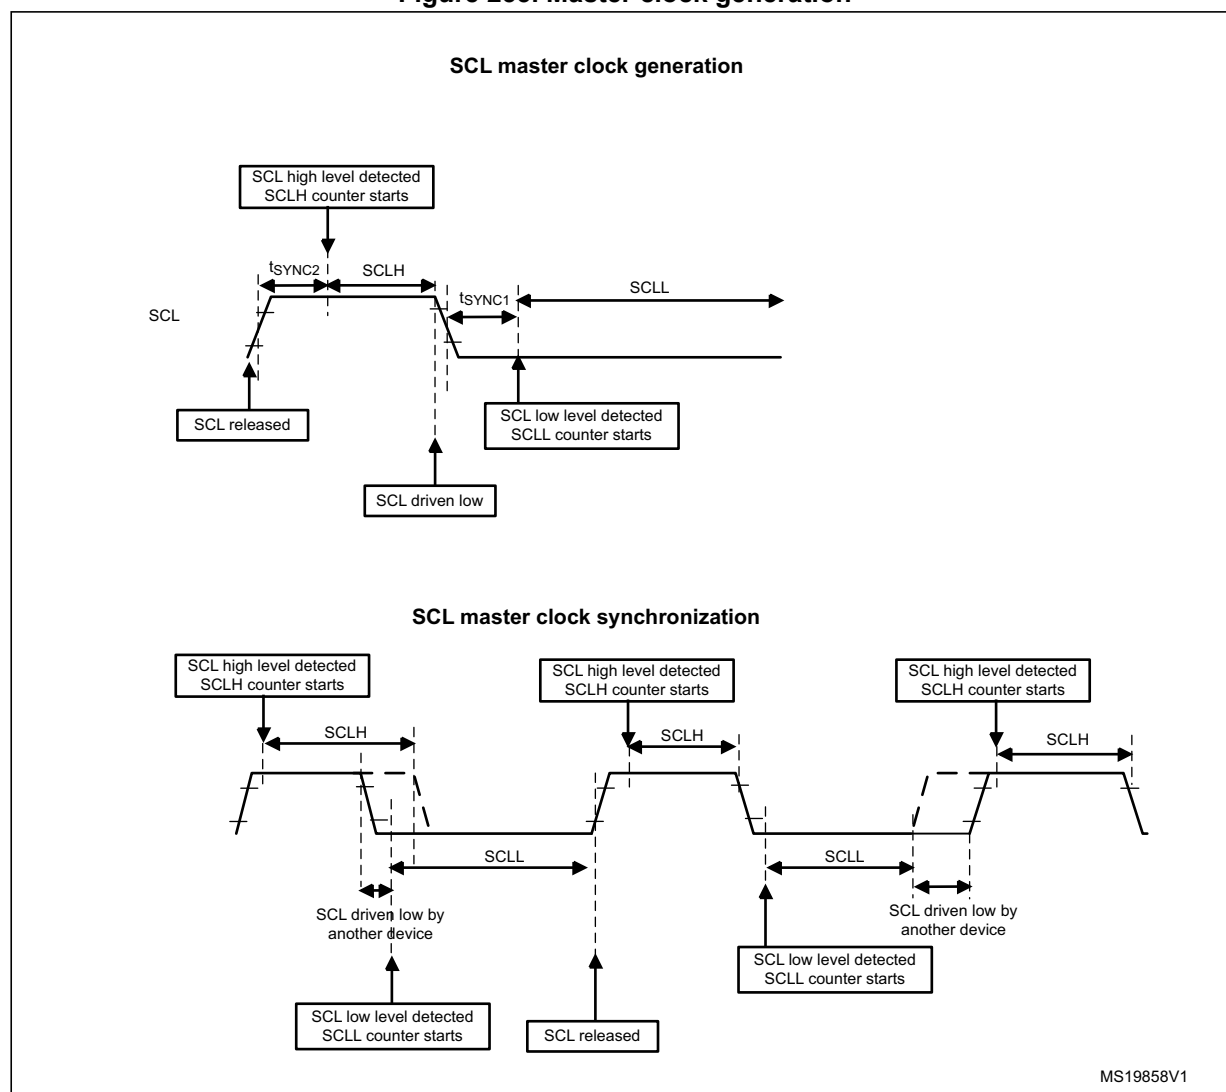 SCL master clock generation
SCL high level detected
SCLH counter starts
tSYNC2
SCLH
SCLL
tSYNC1
SCL
SCL released
SCL low level detected
SCLL counter starts
SCL driven low
SCL master clock synchronization
SCL high level detected
SCLH counter starts
SCL high level detected
SCLH counter starts
SCL high level detected
SCLH counter starts
SCLH
SCLH
SCLH
SCLL
SCLL
SCL driven low by
another device
SCL driven low by
another device
SCL low level detected
SCLL counter starts
SCL low level detected
SCLL counter starts
SCL released
MS19858V1